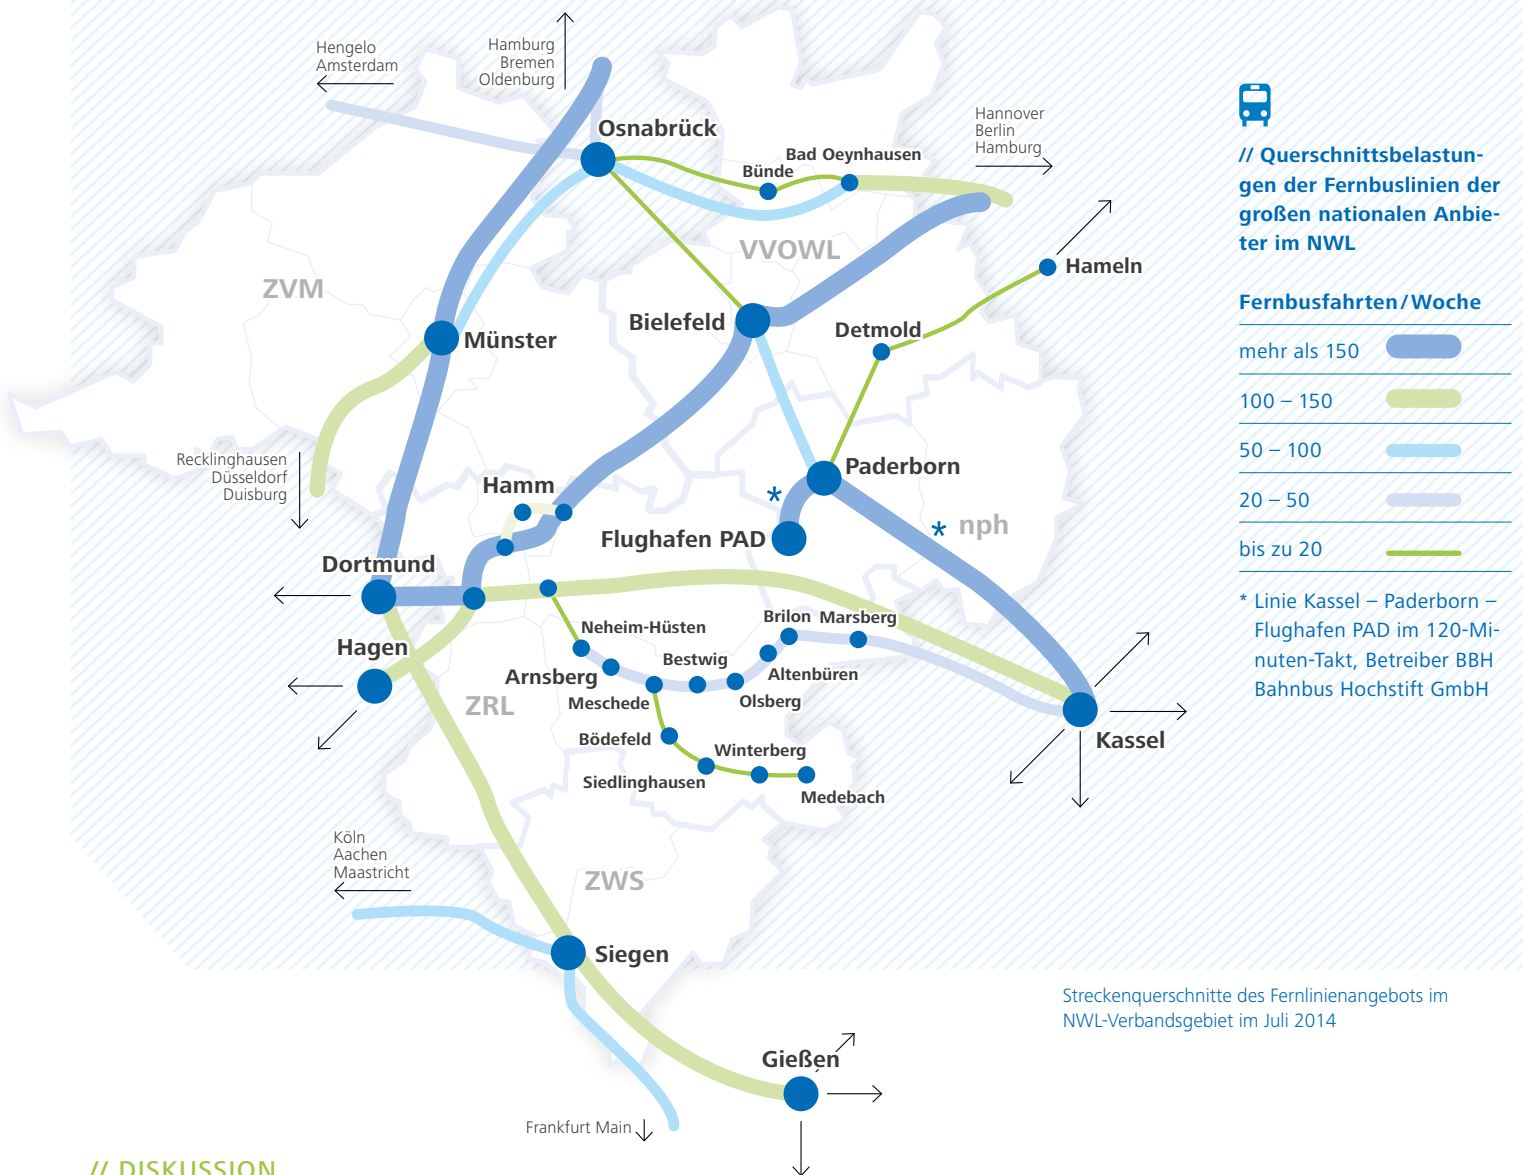 Hengelo
Amsterdam
Hamburg
Bremen
Oldenburg
Hannover
Berlin
Hamburg
Osnabrück
Bünde
Bad Oeynhausen
VVOWL
ZVM
Hameln
Münster
Bielefeld
Detmold
Recklinghausen
Düsseldorf
Duisburg
Paderborn
*
Hamm
Flughafen PAD
* nph
Dortmund
Neheim-Hüsten
Brilon
Marsberg
Hagen
Arnsberg
Bestwig
Altenbüren
Meschede
Olsberg
ZRL
Bödefeld
Winterberg
Kassel
Siedlinghausen
Medebach
Köln
Aachen
Maastricht
ZWS
Siegen
Gießen
Frankfurt Main
// Querschnittsbelastun-
gen der Fernbuslinien der
großen nationalen Anbie-
ter im NWL
Fernbusfahrten/Woche
mehr als 150
100 – 150
50 – 100
20 – 50
bis zu 20
* Linie Kassel – Paderborn –
Flughafen PAD im 120-Mi-
nuten-Takt, Betreiber BBH
Bahnbus Hochstift GmbH
Streckenquerschnitte des Fernlinienangebots im
NWL-Verbandsgebiet im Juli 2014
// DISKUSSION